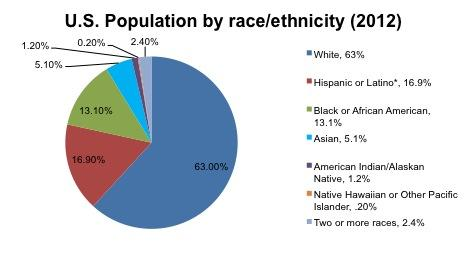 U.S. Population by race/ethnicity (2012)
1.20%
0.20%
2.40%
5.10%
13.10%
16.90%
63.00%
White, 63%
Hispanic or Latino*, 16.9%
Black or African American,
13.1%
Asian, 5.1%
American Indian/Alaskan
Native, 1.2%
Native Hawaiian or Other Pacific
Islander, .20%
Two or more races, 2.4%